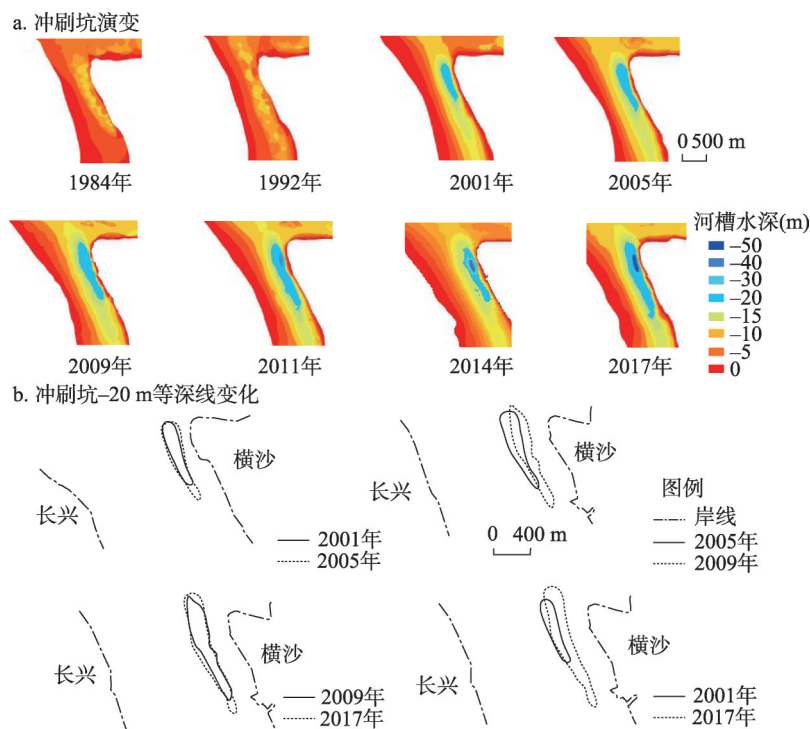 a. 冲刷坑演变
0 500 m
1984年
1992年
2001年
2005年
河槽水深(m)
–50
–40
–30
–20
–15
–10
–5
0
2009年
2011年
2014年
2017年
b. 冲刷坑–20 m等深线变化
横沙
长兴
2001年
2005年
横沙
长兴
0 400 m
图例
岸线
2005年
2009年
横沙
长兴
2009年
2017年
横沙
长兴
2001年
2017年